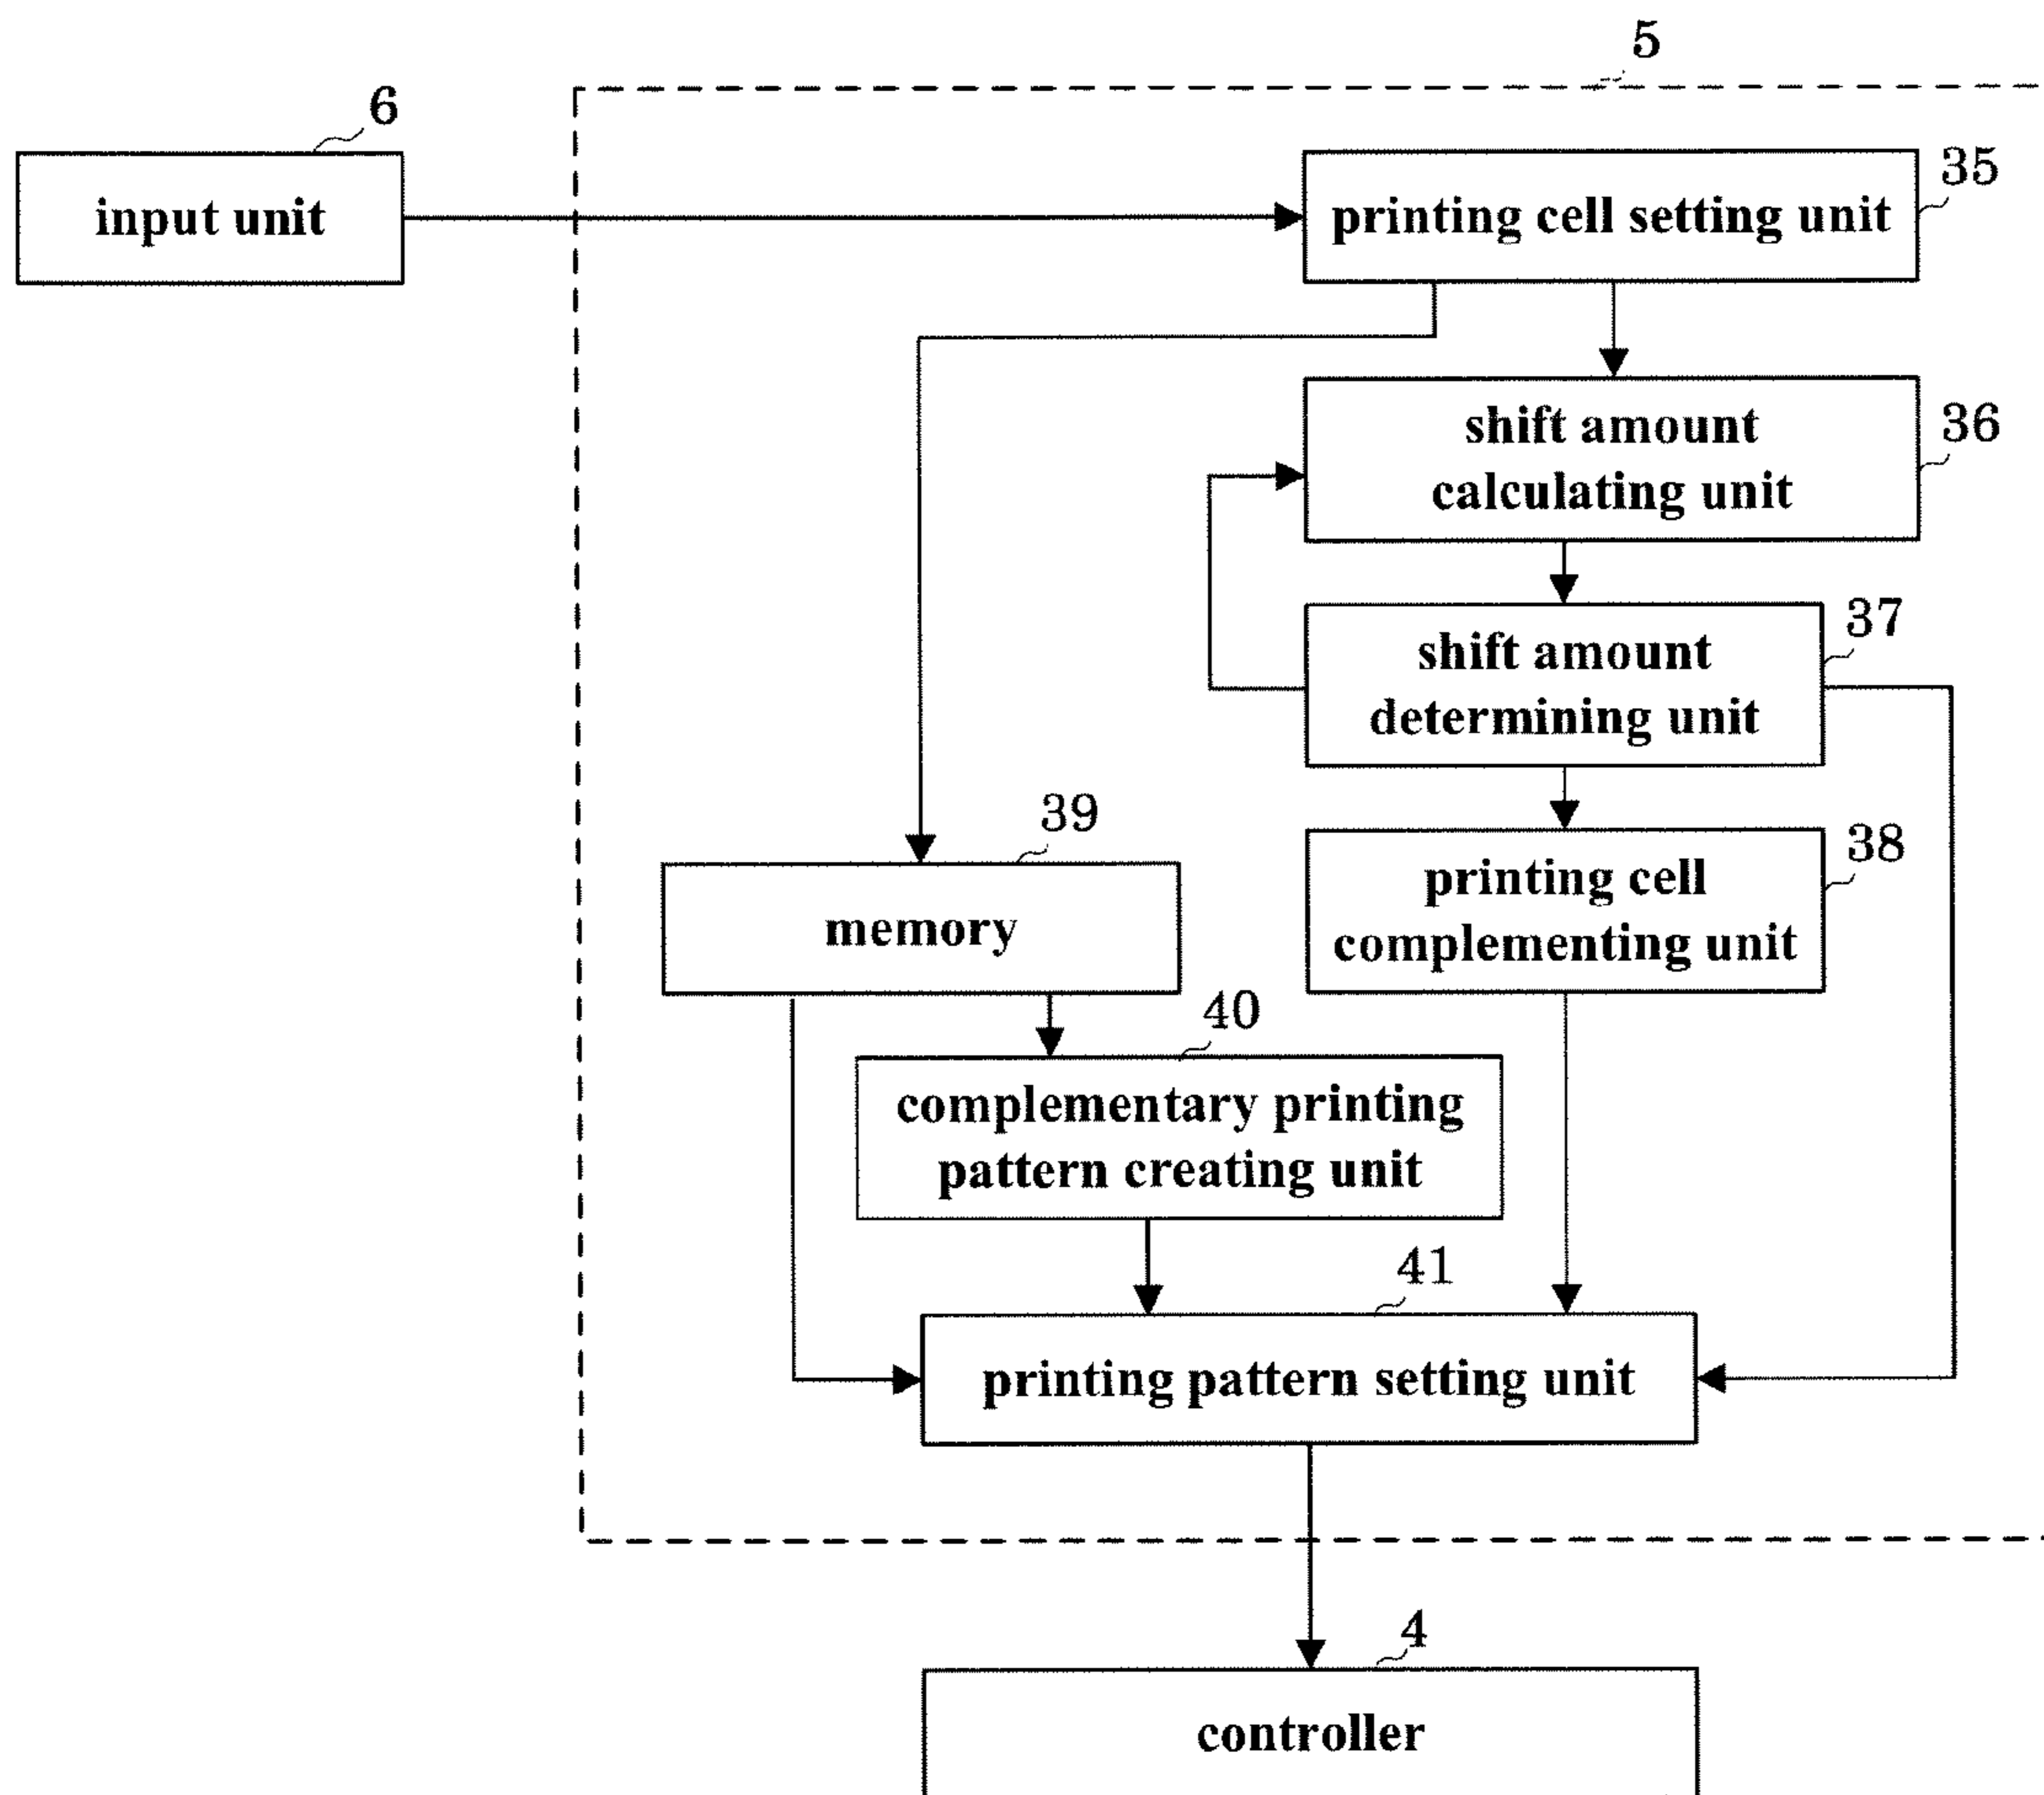 5
6
input unit
35
printing cell setting unit
36
shift amount
calculating unit
37
shift amount
determining unit
39
memory
38
printing cell
complementing unit
40
complementary printing
pattern creating unit
41
printing pattern setting unit
4
controller